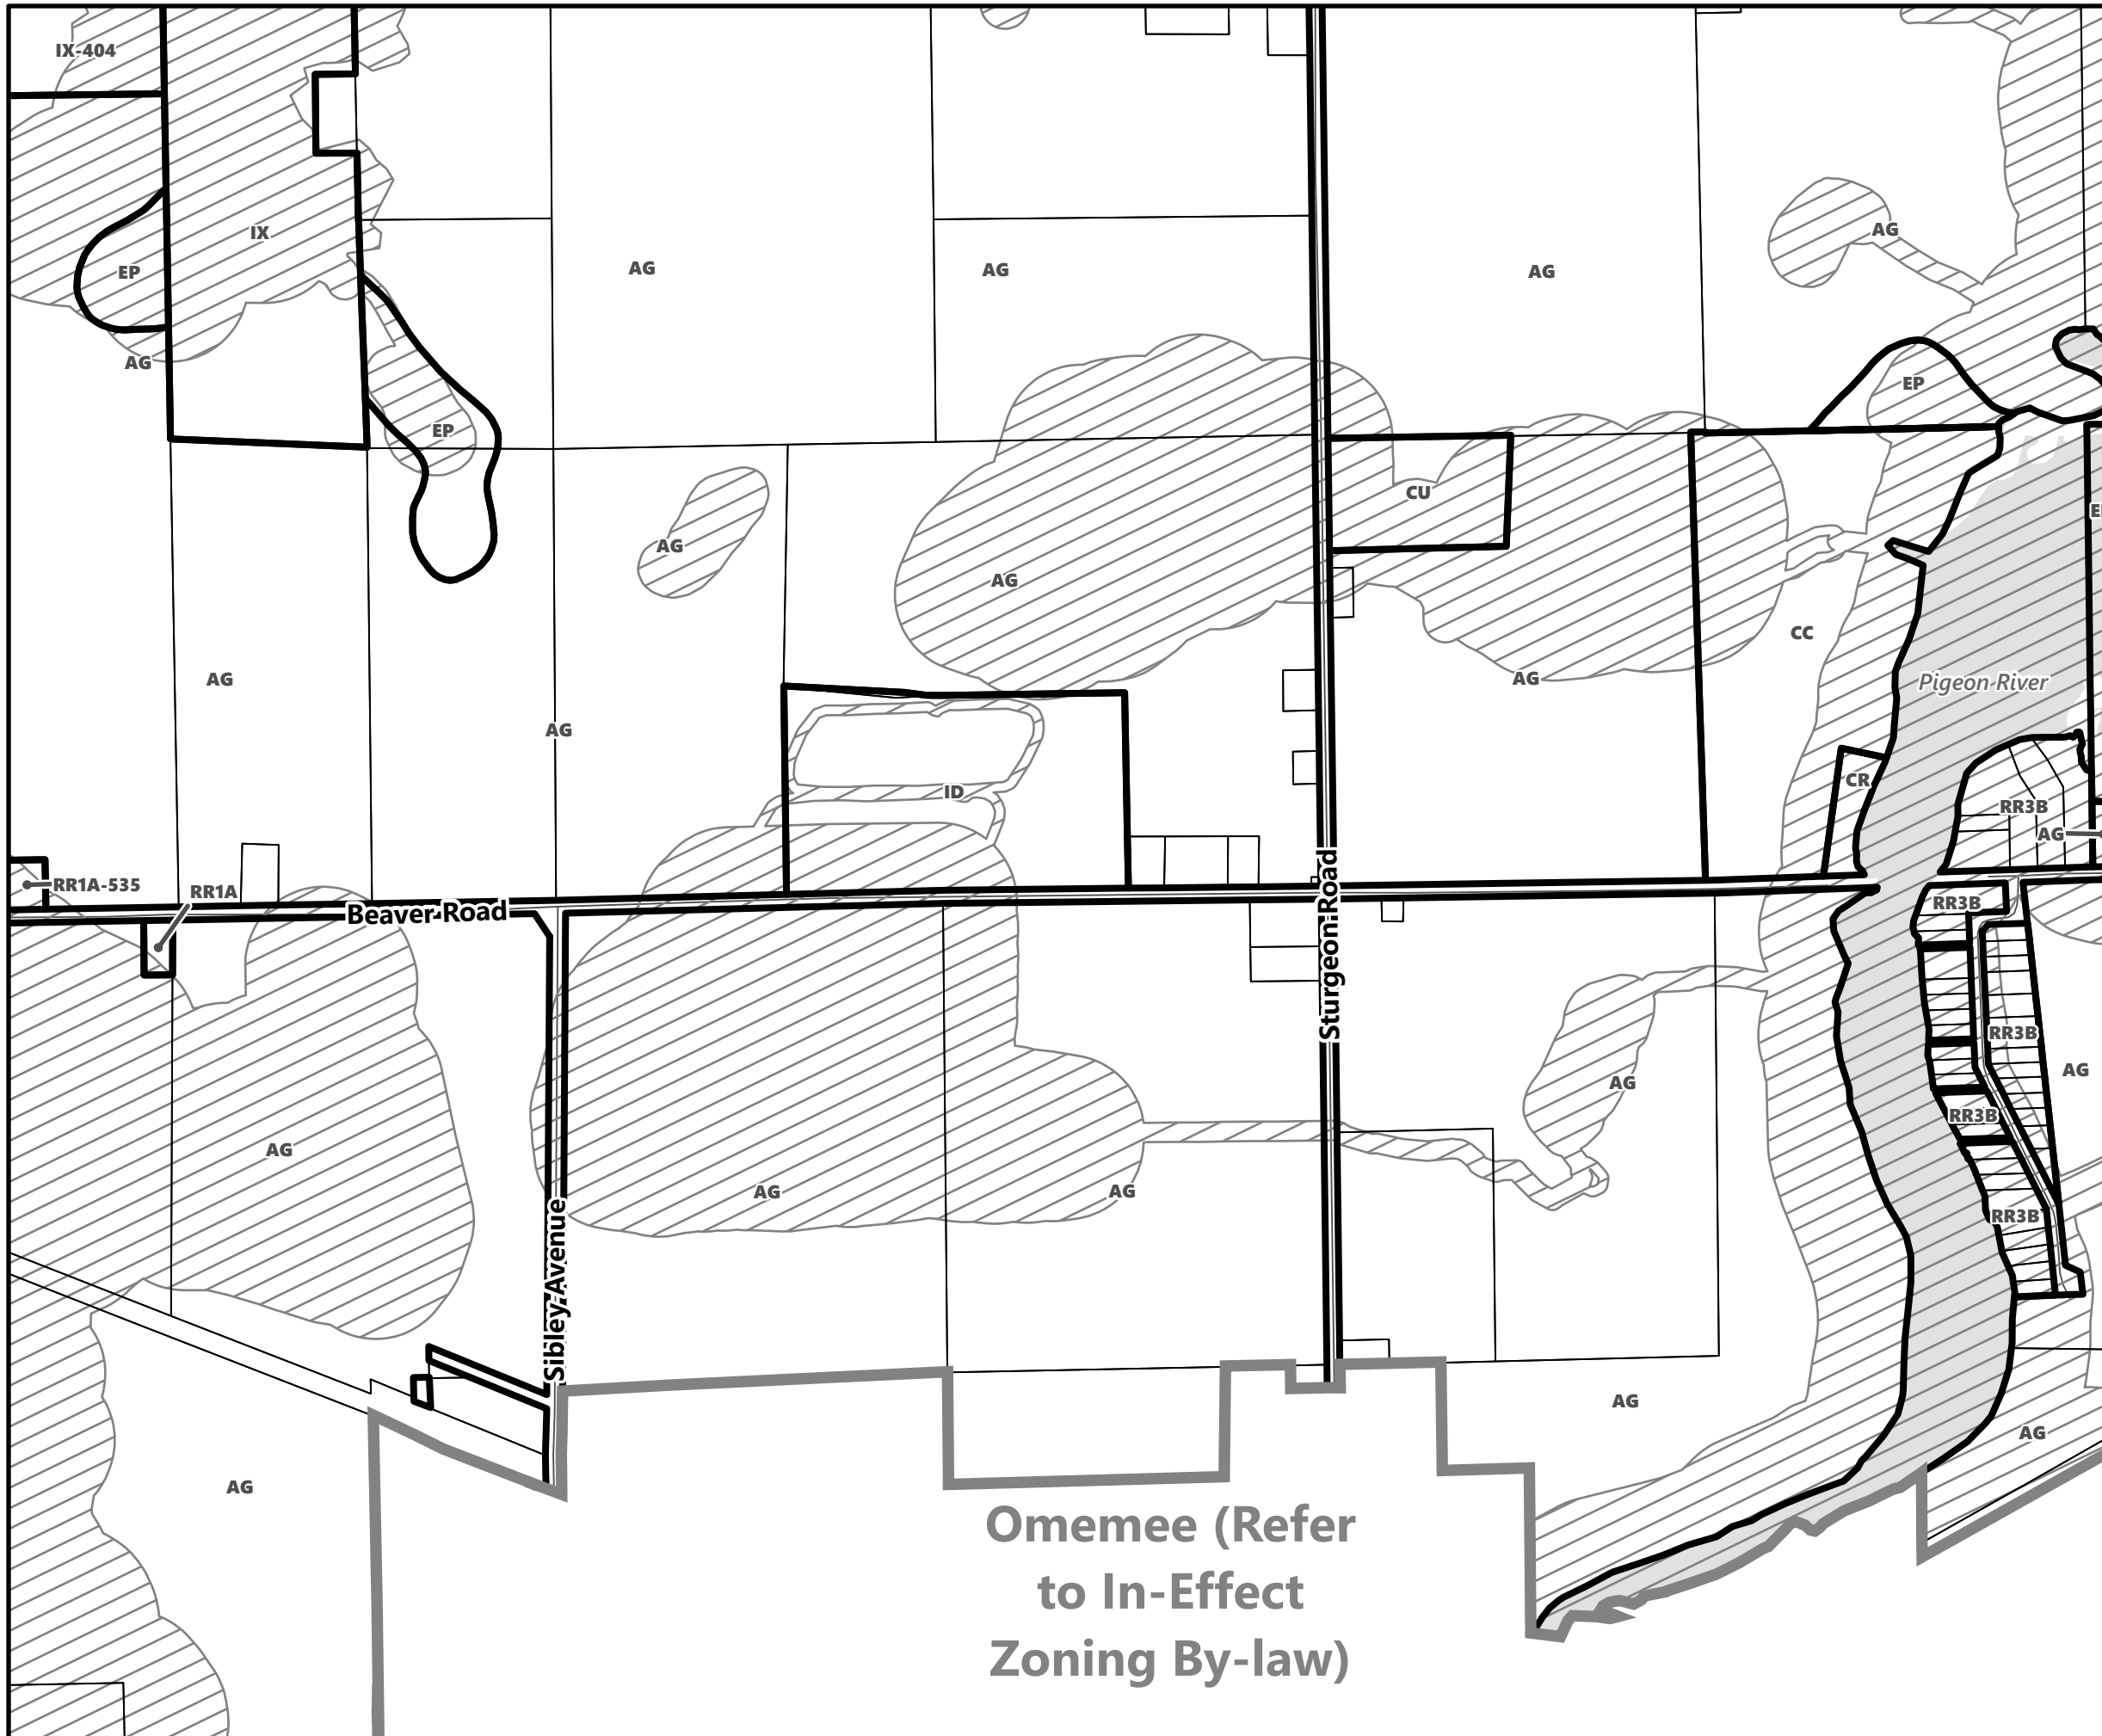 IX-404
IX
EP
AG
AG
AG
AG
AG
EP
EP
CU
AG
AG
CC
AG
AG
Pigeon River
AG
CR
ID
RR3B
AG
RR1A-535
RR1A
Beaver Road
Sturgeon Road
RR3B
RR3B
AG
AG
RR3B
AG
AG
AG
RR3B
Sibley Avenue
AG
AG
AG
Omemee (Refer
to In-Effect
Zoning By-law)